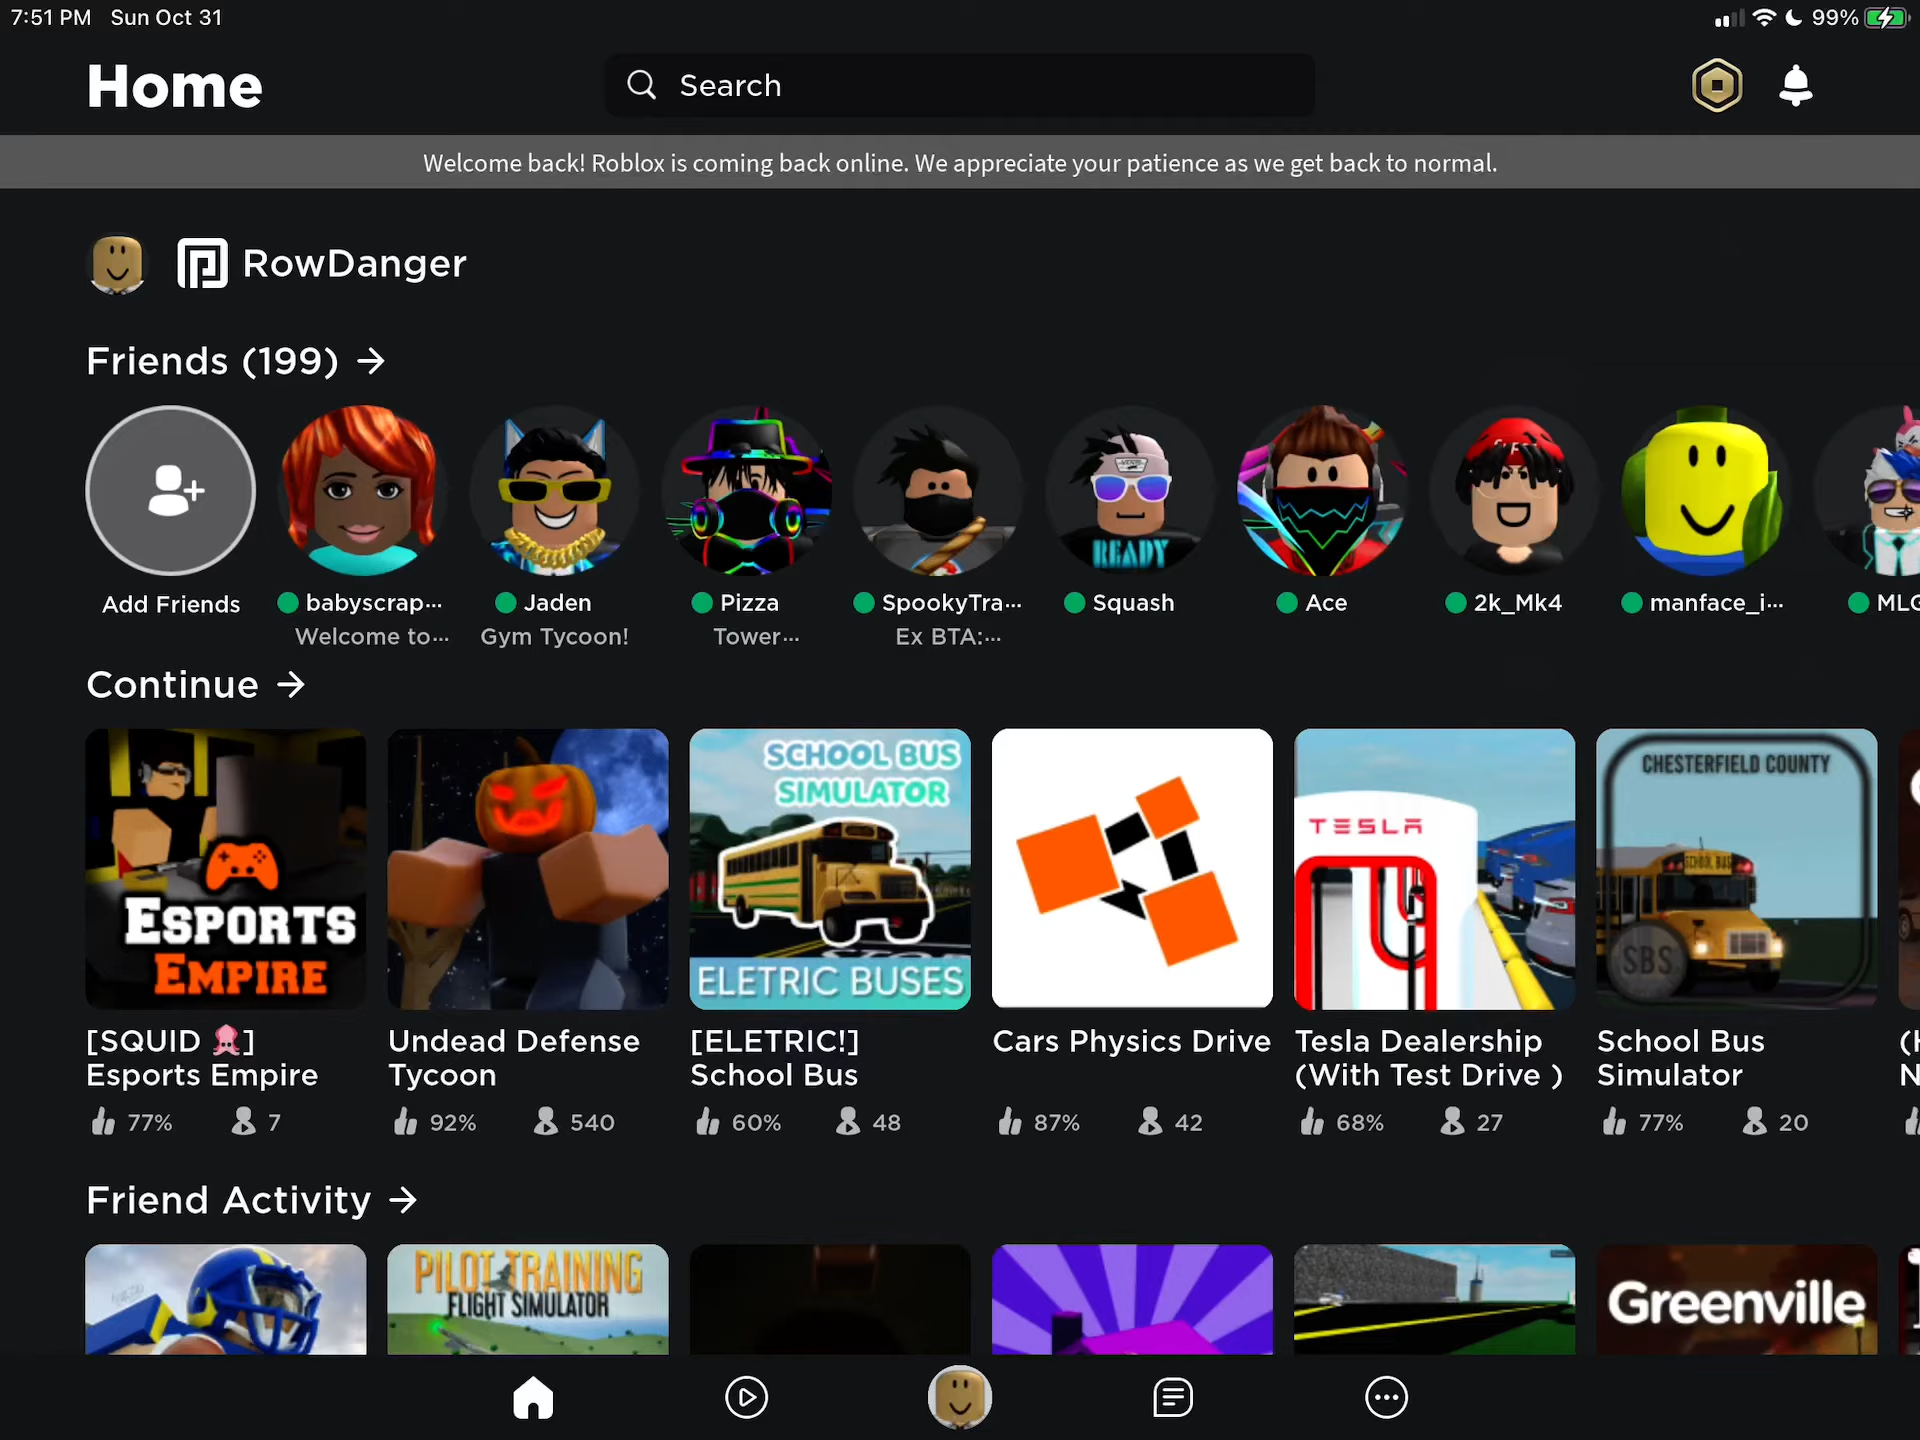 7:51 PM Sun Oct 31
99%
Home
Search
Welcome back! Roblox is coming back online. We appreciate your patience as we get back to normal.
RowDanger
Friends (199) →
Add Friends
babyscrap...
Jaden
Pizza
SpookyTra...
Squash
Ace
2k_Mk4
manface_i...
MLG
Welcome to...
Gym Tycoon!
Tower...
Ex BTA:...
READY
Continue →
ESPORTS
EMPIRE
SCHOOL BUS
SIMULATOR
ELETRIC BUSES
TESLA
CHESTERFIELD COUNTY
SCHOOL BUS
SBS
[SQUID 🦑]
Esports Empire
Undead Defense
Tycoon
[ELETRIC!]
School Bus
Cars Physics Drive
Tesla Dealership
(With Test Drive )
School Bus
Simulator
77% 7
92% 540
60% 48
87% 42
68% 27
77% 20
Friend Activity →
PILOT TRAINING
FLIGHT SIMULATOR
Greenville